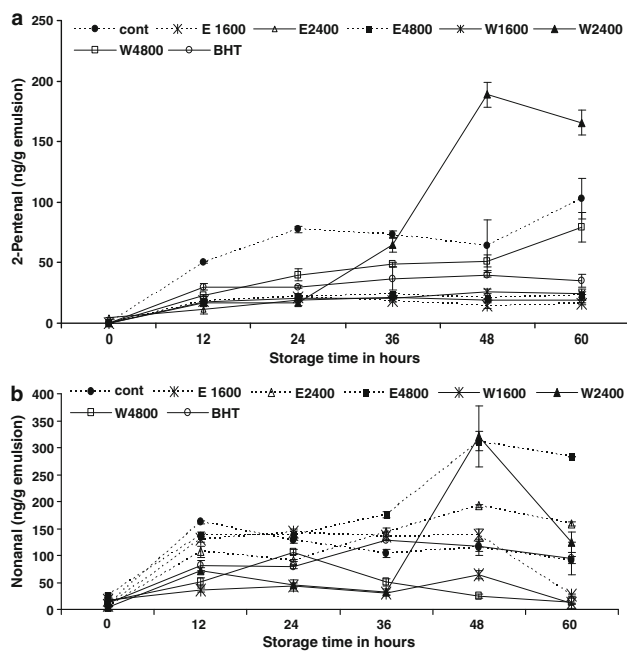 a
cont E 1600 E2400 E4800 W1600 W2400
W4800 BHT
250
200
150
100
50
0
2-Pentenal (ng/g emulsion)
0 12 24 36 48 60
Storage time in hours
b
cont E 1600 E2400 E4800 W1600 W2400
W4800 BHT
400
350
300
250
200
150
100
50
0
Nonanal (ng/g emulsion)
0 12 24 36 48 60
Storage time in hours